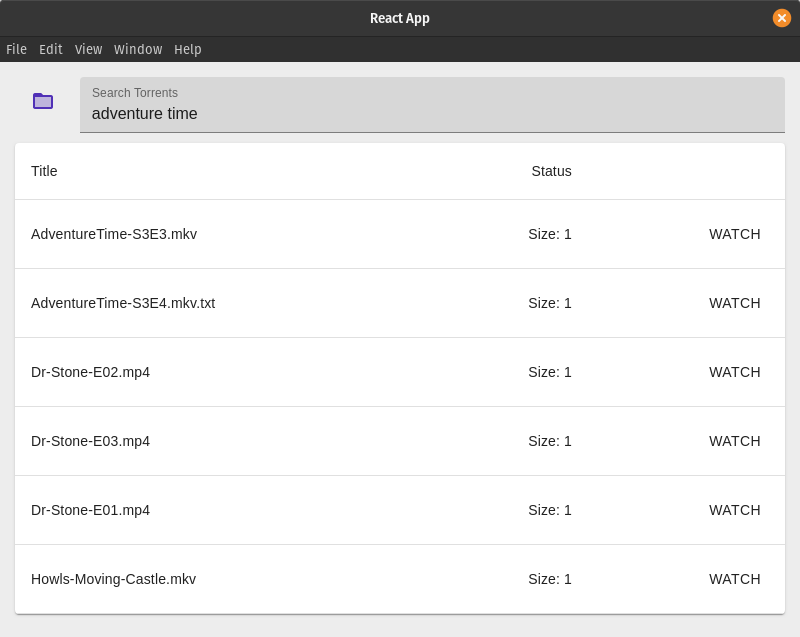 React App
File Edit View Window Help
Search Torrents
adventure time
Title Status
AdventureTime-S3E3.mkv Size: 1 WATCH
AdventureTime-S3E4.mkv.txt Size: 1 WATCH
Dr-Stone-E02.mp4 Size: 1 WATCH
Dr-Stone-E03.mp4 Size: 1 WATCH
Dr-Stone-E01.mp4 Size: 1 WATCH
Howls-Moving-Castle.mkv Size: 1 WATCH